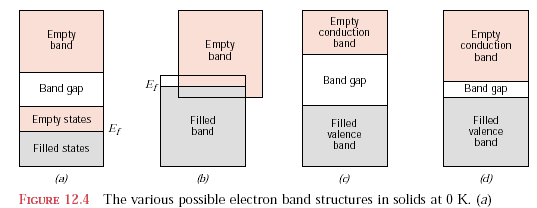 Empty
band
Band gap
Empty states
Ef
Filled states
(a)
Empty
band
Ef
Filled
band
(b)
Empty
conduction
band
Band gap
Filled
valence
band
(c)
Empty
conduction
band
Band gap
Filled
valence
band
(d)
FIGURE 12.4 The various possible electron band structures in solids at 0 K. (a)